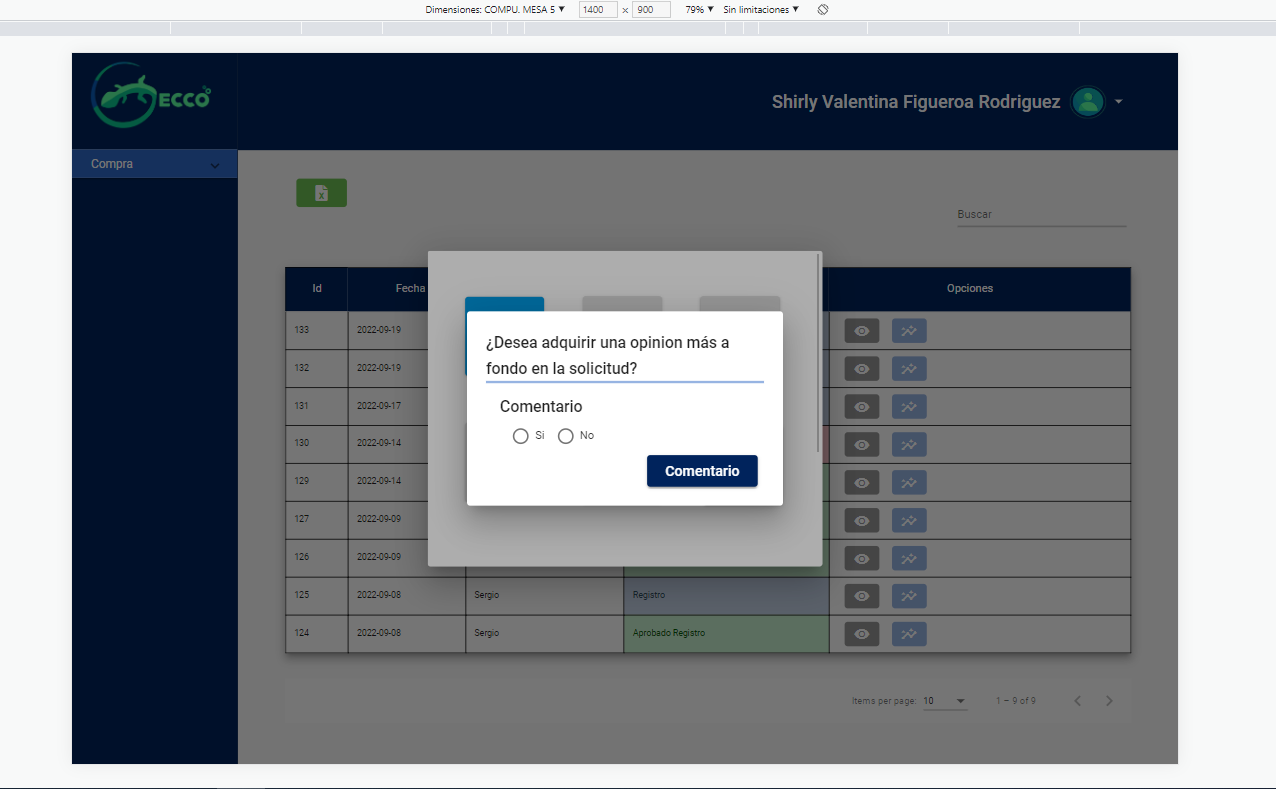 Dimensiones: COMPU. MESA 5 ▼ 1400 × 900 79% ▼ Sin limitaciones ▼
ECCO
Shirly Valentina Figueroa Rodriguez
Compra
Buscar
Id Fecha Opciones
¿Desea adquirir una opinion más a
fondo en la solicitud?
Comentario
Si No
Comentario
133 2022-09-19
132 2022-09-19
131 2022-09-17
130 2022-09-14
129 2022-09-14
127 2022-09-09
126 2022-09-09
125 2022-09-08 Sergio Registro
124 2022-09-08 Sergio Aprobado Registro
Items per page: 10 1 – 9 of 9